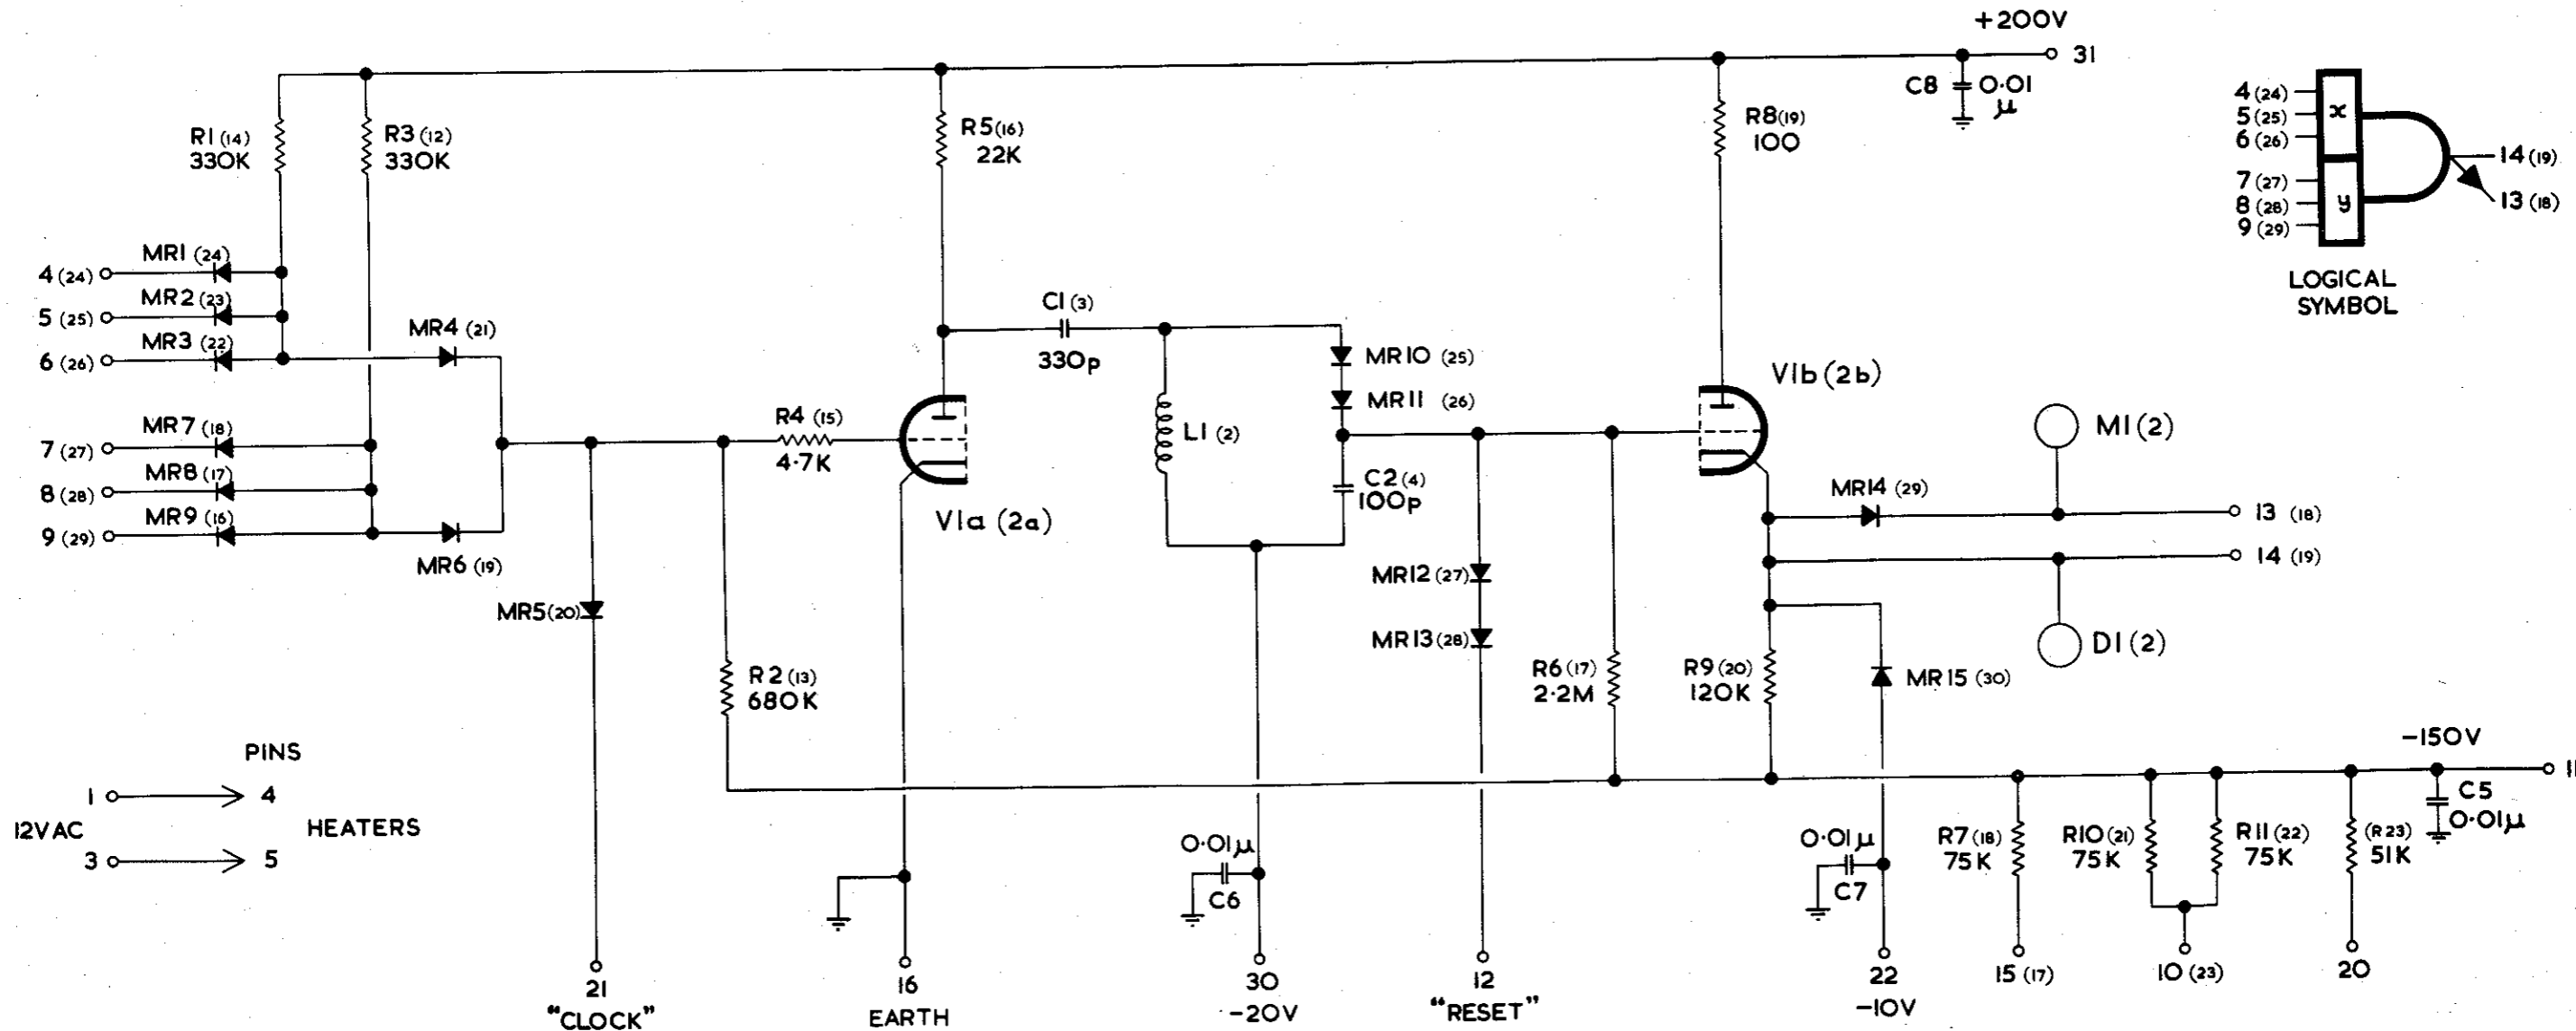 +200V
31
C8 0.01
µ
R1 (14)
330K
R3 (12)
330K
R5 (16)
22K
R8 (19)
100
4 (24)
5 (25)
6 (26)
7 (27)
8 (28)
9 (29)
x
y
14 (19)
13 (18)
LOGICAL
SYMBOL
4 (24)
MR1 (24)
5 (25)
MR2 (23)
6 (26)
MR3 (22)
MR4 (21)
7 (27)
MR7 (18)
8 (28)
MR8 (17)
9 (29)
MR9 (16)
MR6 (19)
MR5 (20)
R4 (15)
4.7K
C1 (3)
330p
L1 (2)
MR10 (25)
MR11 (26)
C2 (4)
100p
V1a (2a)
V1b (2b)
MR14 (29)
M1 (2)
13 (18)
14 (19)
D1 (2)
MR12 (27)
MR13 (28)
R2 (13)
680K
R6 (17)
2.2M
R9 (20)
120K
MR15 (30)
-150V
C5
0.01µ
PINS
1
4
12VAC
HEATERS
3
5
0.01µ
C6
0.01µ
C7
R7 (18)
75K
R10 (21)
75K
R11 (22)
75K
(R23)
51K
21
"CLOCK"
16
EARTH
30
-20V
12
"RESET"
22
-10V
15 (17)
10 (23)
20